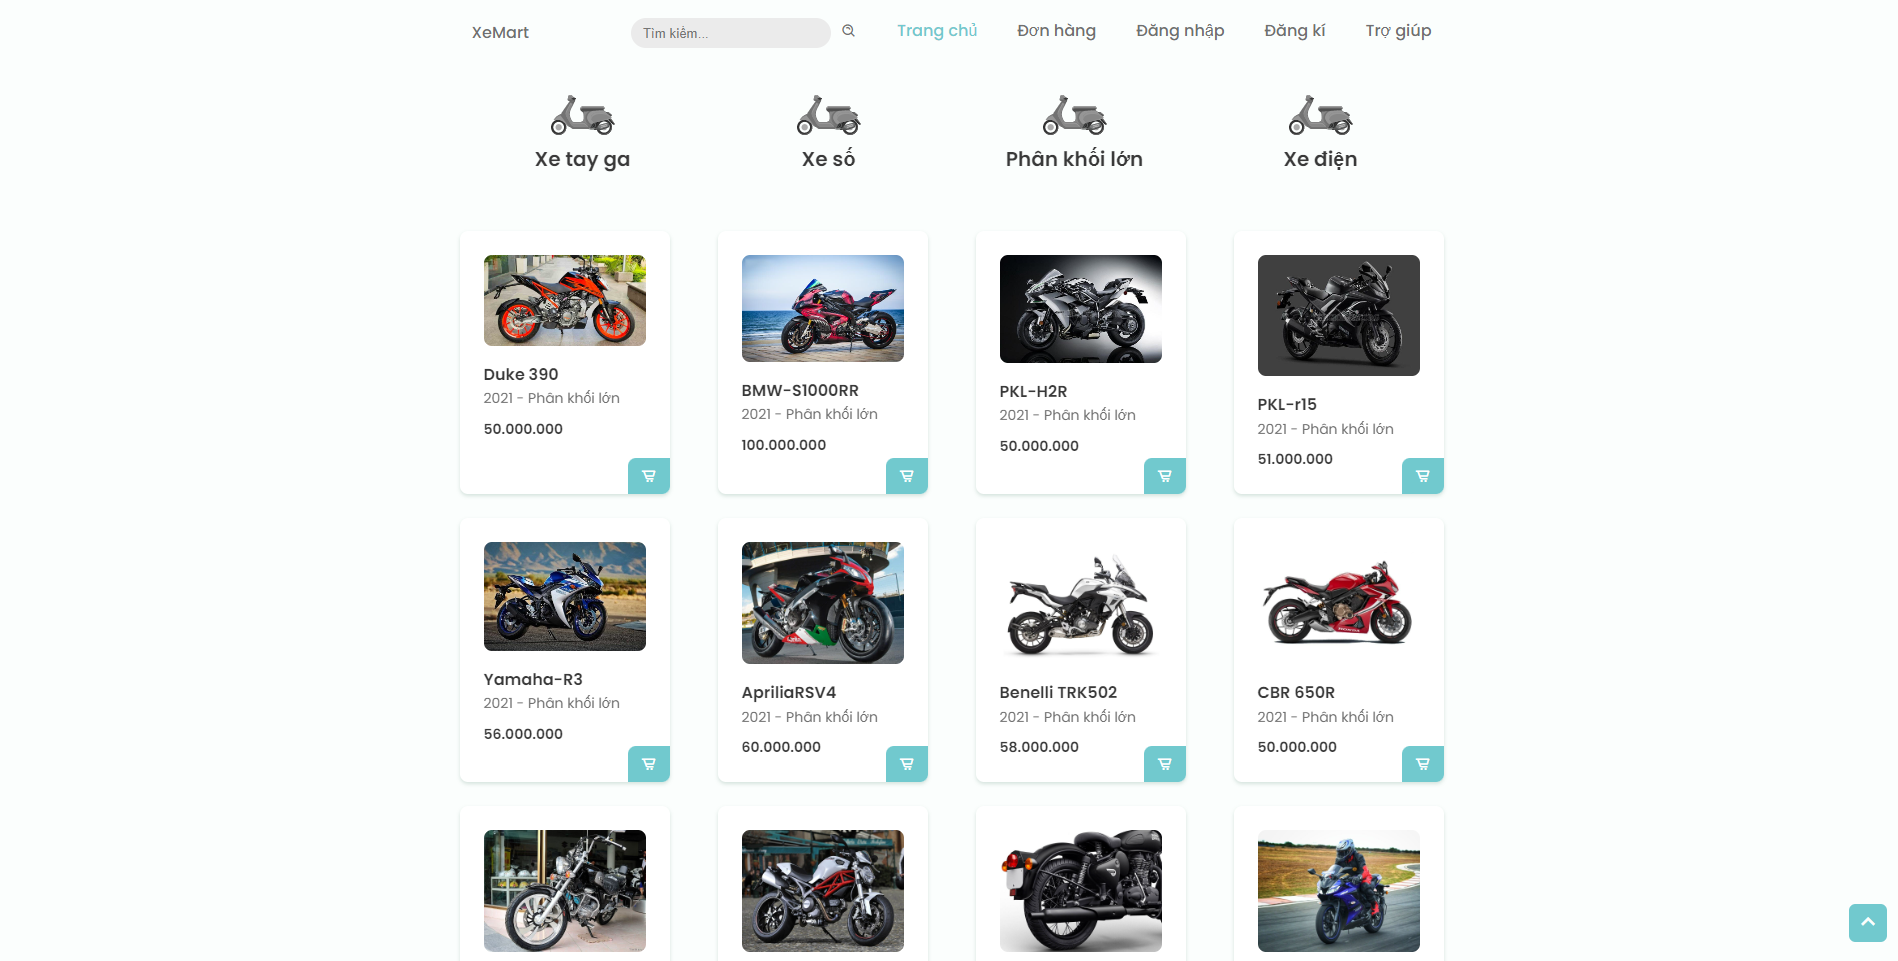 XeMart
Tìm kiếm...
Trang chủ
Đơn hàng
Đăng nhập
Đăng kí
Trợ giúp
Xe tay ga
Xe số
Phân khối lớn
Xe điện
Duke 390
2021 - Phân khối lớn
50.000.000
BMW-S1000RR
2021 - Phân khối lớn
100.000.000
PKL-H2R
2021 - Phân khối lớn
50.000.000
PKL-r15
2021 - Phân khối lớn
51.000.000
Yamaha-R3
2021 - Phân khối lớn
56.000.000
ApriliaRSV4
2021 - Phân khối lớn
60.000.000
Benelli TRK502
2021 - Phân khối lớn
58.000.000
CBR 650R
2021 - Phân khối lớn
50.000.000